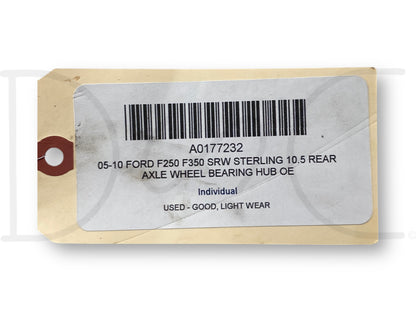 A0177232
05-10 FORD F250 F350 SRW STERLING 10.5 REAR
AXLE WHEEL BEARING HUB OE
Individual
USED - GOOD, LIGHT WEAR